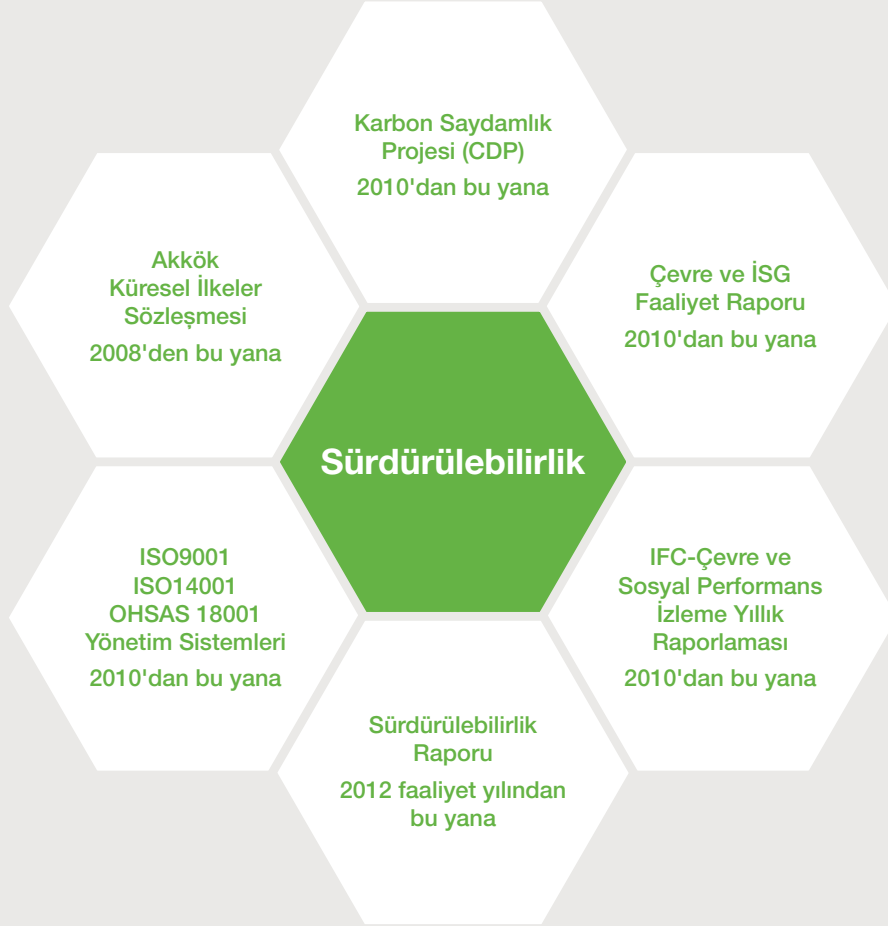 Karbon Saydamlık
Projesi (CDP)
2010'dan bu yana
Akkök
Küresel İlkeler
Sözleşmesi
2008'den bu yana
Çevre ve İSG
Faaliyet Raporu
2010'dan bu yana
Sürdürülebilirlik
ISO9001
ISO14001
OHSAS 18001
Yönetim Sistemleri
2010'dan bu yana
IFC-Çevre ve
Sosyal Performans
İzleme Yıllık
Raporlaması
2010'dan bu yana
Sürdürülebilirlik
Raporu
2012 faaliyet yılından
bu yana